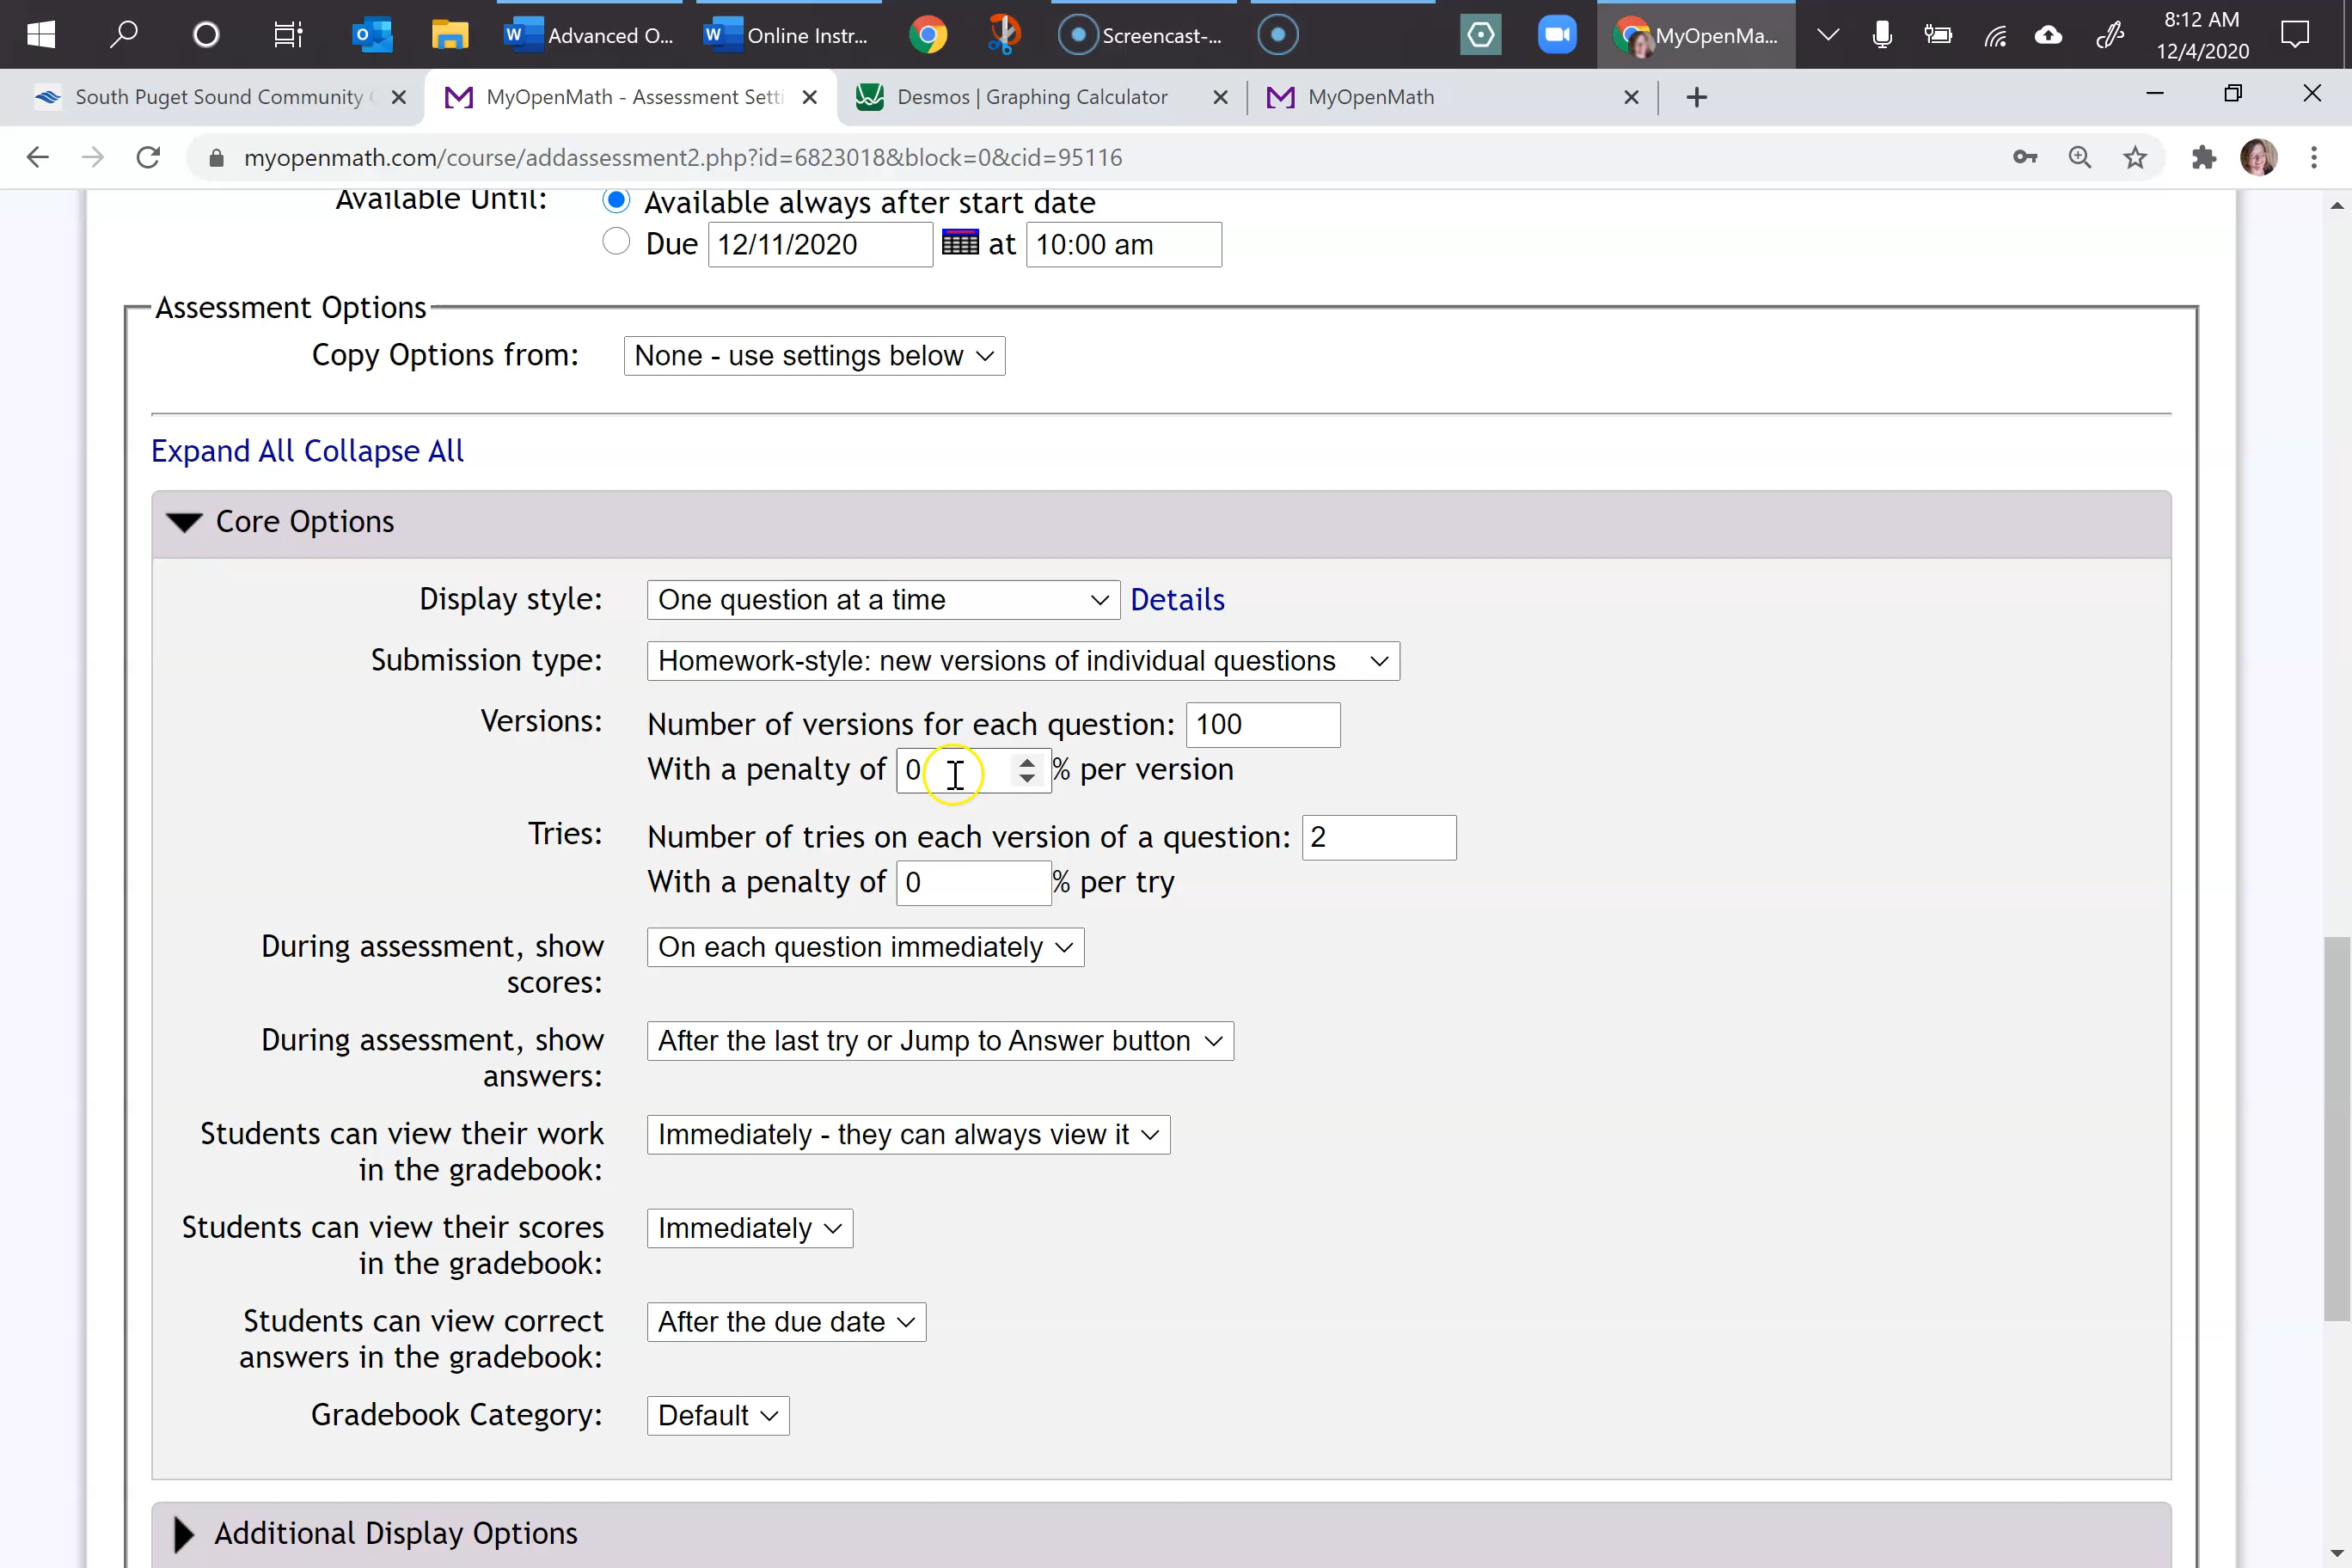 Advanced O...
Online Instr...
Screencast-...
MyOpenMa...
8:12 AM
12/4/2020
South Puget Sound Community
MyOpenMath - Assessment Setti
Desmos | Graphing Calculator
MyOpenMath
myopenmath.com/course/addassessment2.php?id=6823018&block=0&cid=95116
Available Until:
Available always after start date
Due 12/11/2020 at 10:00 am
Assessment Options
Copy Options from: None - use settings below
Expand All Collapse All
Core Options
Display style: One question at a time Details
Submission type: Homework-style: new versions of individual questions
Versions: Number of versions for each question: 100
With a penalty of 0 % per version
Tries: Number of tries on each version of a question: 2
With a penalty of 0 % per try
During assessment, show scores: On each question immediately
During assessment, show answers: After the last try or Jump to Answer button
Students can view their work in the gradebook: Immediately - they can always view it
Students can view their scores in the gradebook: Immediately
Students can view correct answers in the gradebook: After the due date
Gradebook Category: Default
Additional Display Options